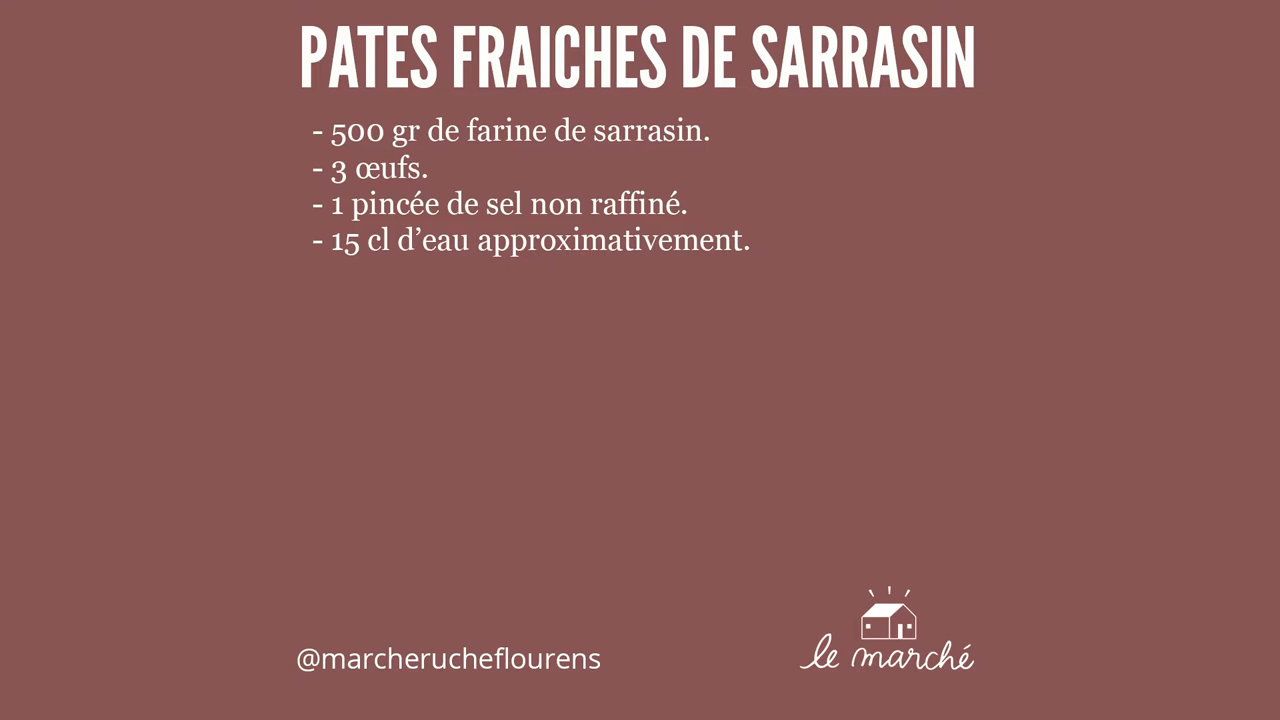 PATES FRAICHES DE SARRASIN
- 500 gr de farine de sarrasin.
- 3 œufs.
- 1 pincée de sel non raffiné.
- 15 cl d’eau approximativement.
@marcherucheflourens
le marché